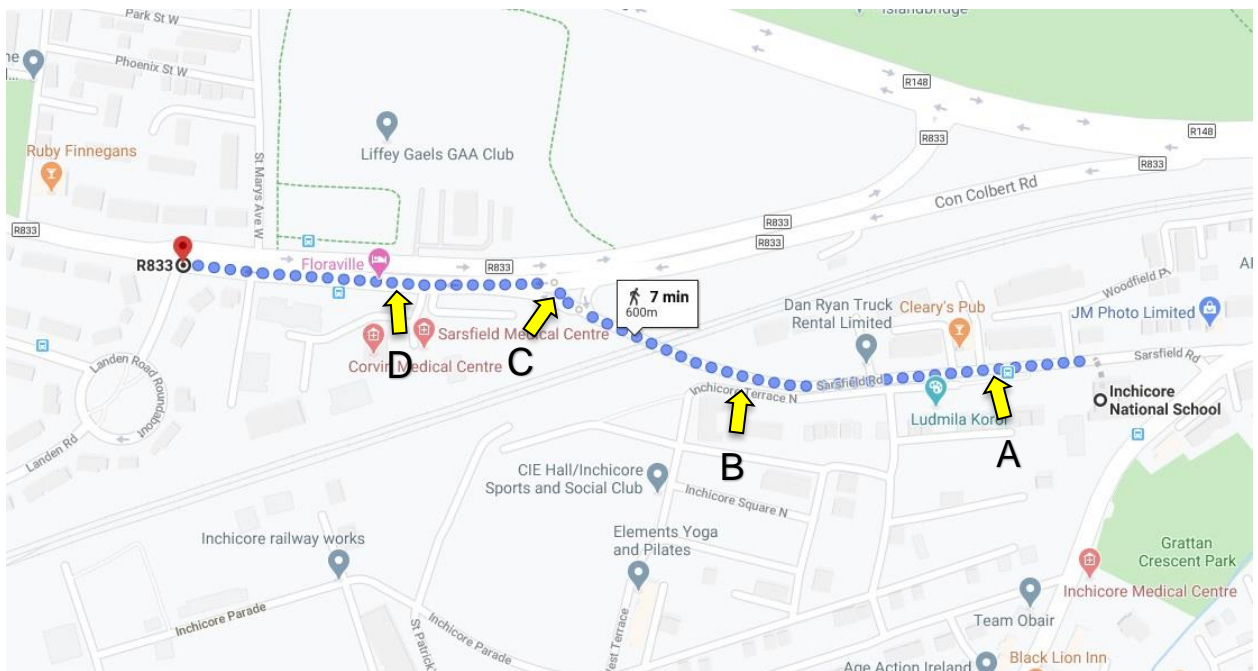 Islandbridge
Park St W
Phoenix St W
R148
R148
R833
Liffey Gaels GAA Club
Ruby Finnegans
St Marys Ave W
Con Colbert Rd
R833
R833
R833
R833
R833
R833
Floraville
7 min
600m
Woodfield Pl
Dan Ryan Truck
Rental Limited
Cleary's Pub
JM Photo Limited
Sarsfield Medical Centre
Corvin Medical Centre
D
C
Sarsfield Rd
Sarsfield Rd
Inchicore Terrace N
Inchicore
National School
Landen Road
Roundabout
Landen Rd
Ludmila Korol
A
B
CIE Hall/Inchicore
Sports and Social Club
Inchicore Square N
Inchicore railway works
Elements Yoga
and Pilates
Grattan
Crescent Park
Inchicore Medical Centre
Inchicore Parade
Inchicore Parade
St Patrick
Team Obair
Black Lion Inn
Age Action Ireland